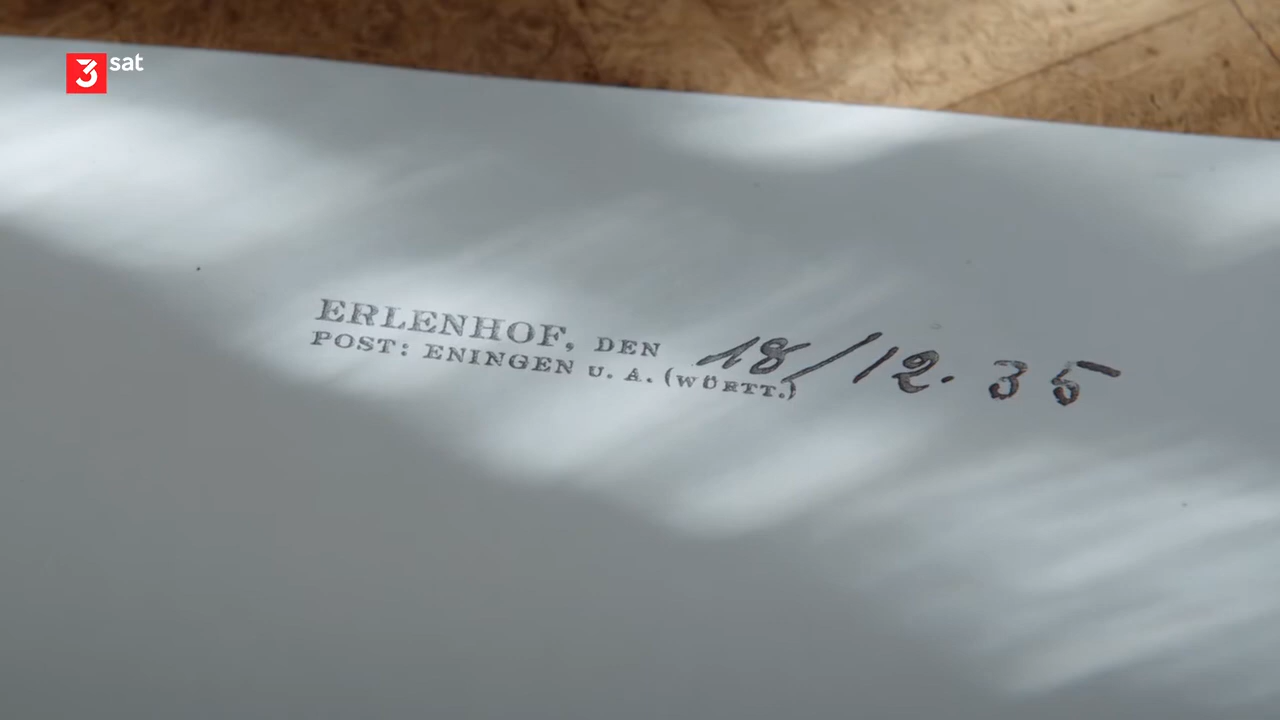 3sat
ERLENHOF, DEN 18/12.35
POST: ENINGEN U. A. (WÜRTT.)